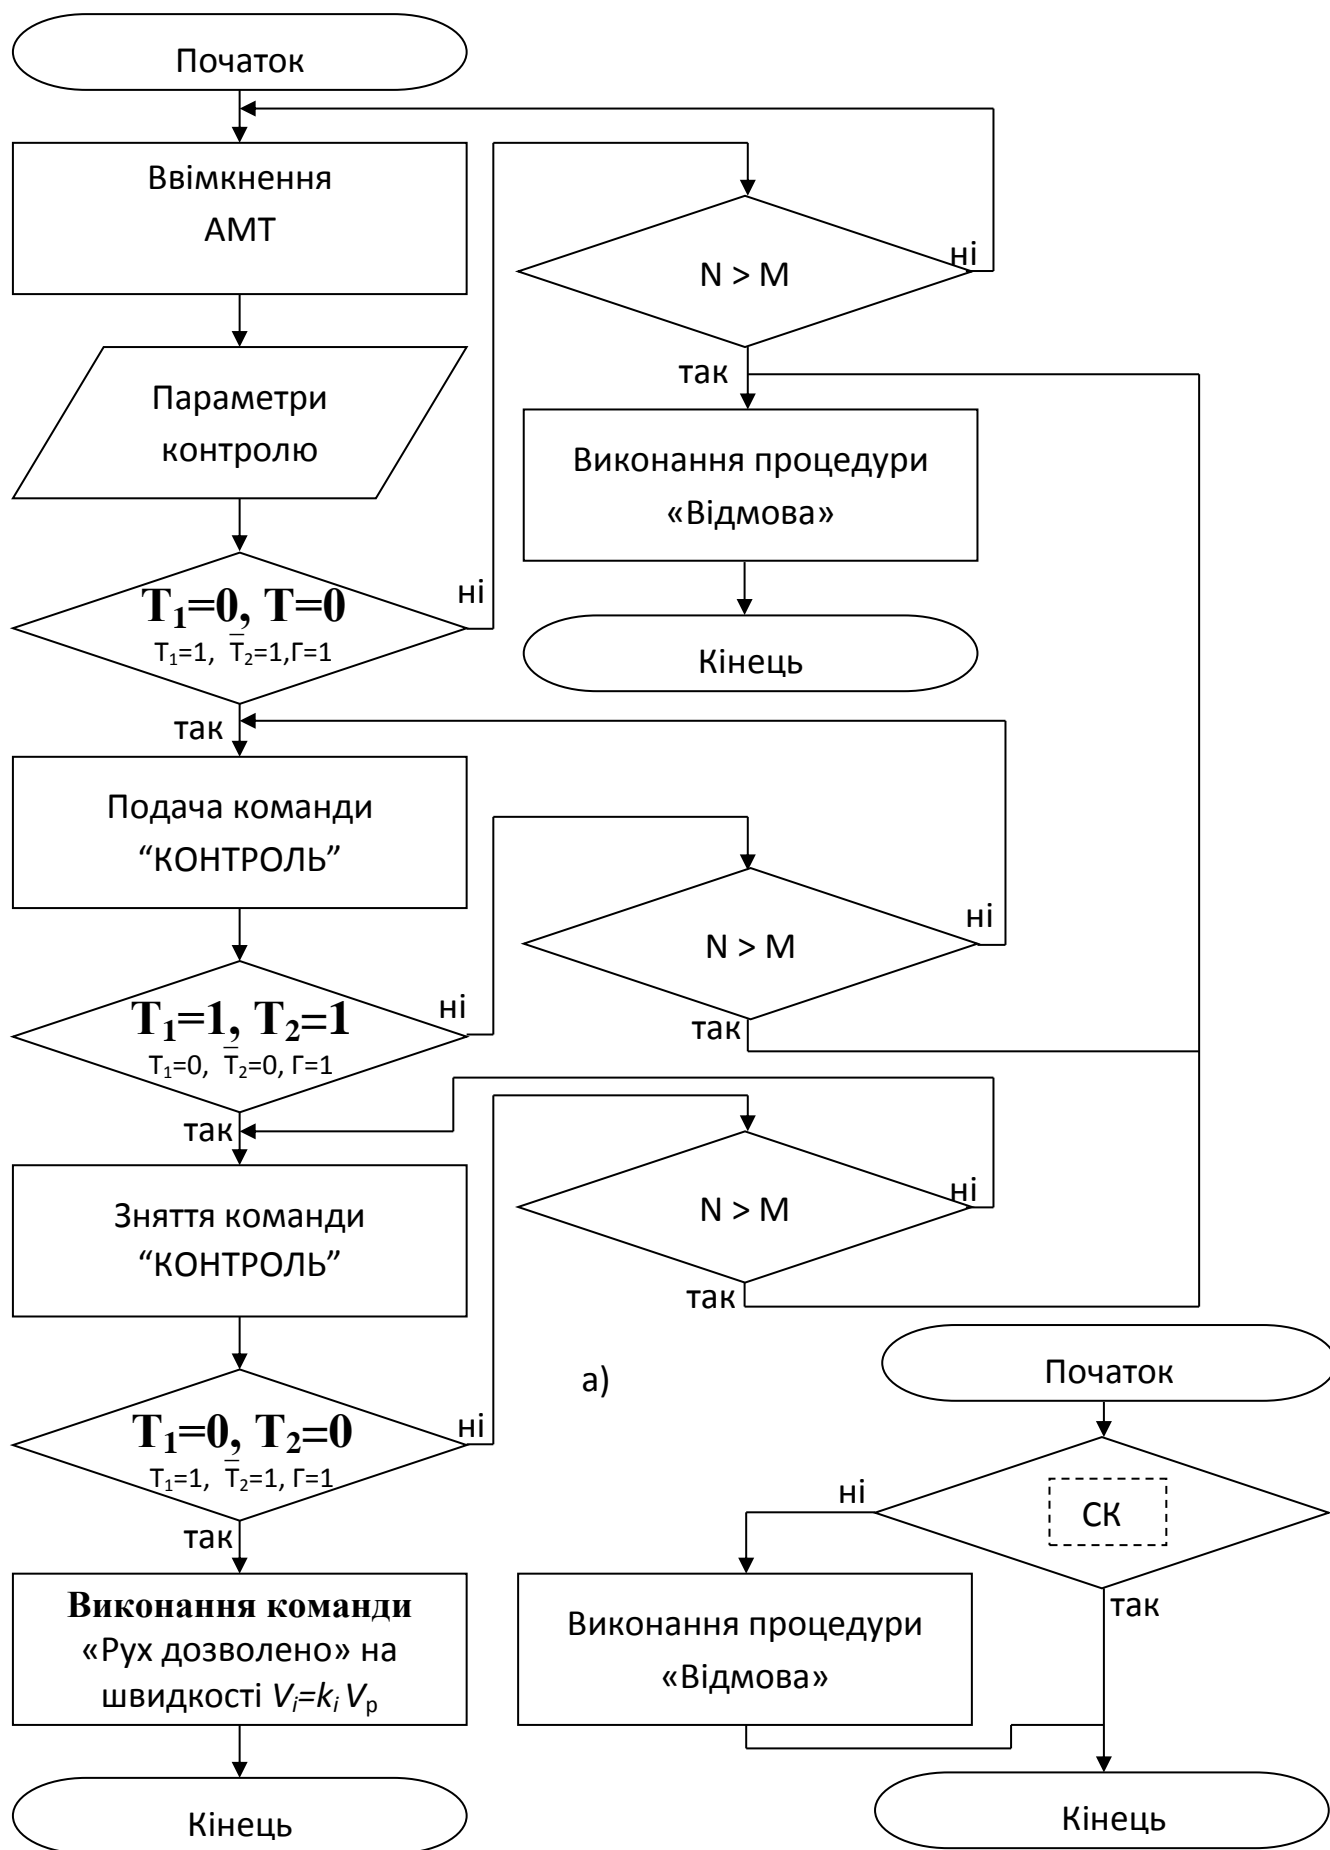 Початок
Ввімкнення
АМТ
Параметри
контролю
T₁=0, T=0
T₁=1, T̅₂=1,Г=1
ні
так
N > M
ні
так
Виконання процедури
«Відмова»
Кінець
Подача команди
“КОНТРОЛЬ”
T₁=1, T₂=1
T₁=0, T̅₂=0, Г=1
ні
так
N > M
ні
так
Зняття команди
“КОНТРОЛЬ”
N > M
ні
так
T₁=0, T₂=0
T₁=1, T̅₂=1, Г=1
ні
так
Виконання команди
«Рух дозволено» на
швидкості Vᵢ=kᵢ Vр
Кінець
а)
Початок
СК
ні
так
Виконання процедури
«Відмова»
Кінець